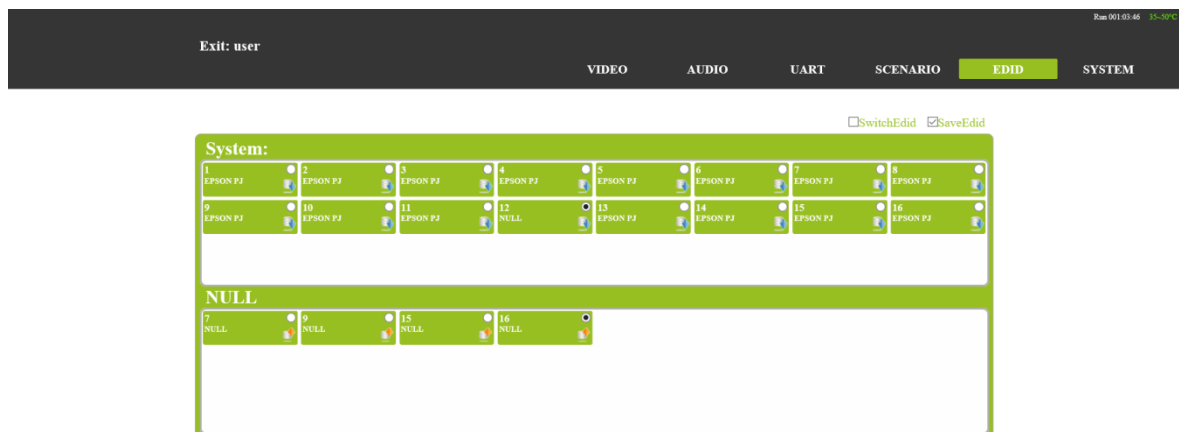 Ran 001:03:46 35~50°C
Exit: user
VIDEO AUDIO UART SCENARIO EDID SYSTEM
SwitchEdid SaveEdid
System:
1 2 3 4 5 6 7 8
EPSON PJ EPSON PJ EPSON PJ EPSON PJ EPSON PJ EPSON PJ EPSON PJ EPSON PJ
9 10 11 12 13 14 15 16
EPSON PJ EPSON PJ EPSON PJ NULL EPSON PJ EPSON PJ EPSON PJ EPSON PJ
NULL
7 9 15 16
NULL NULL NULL NULL